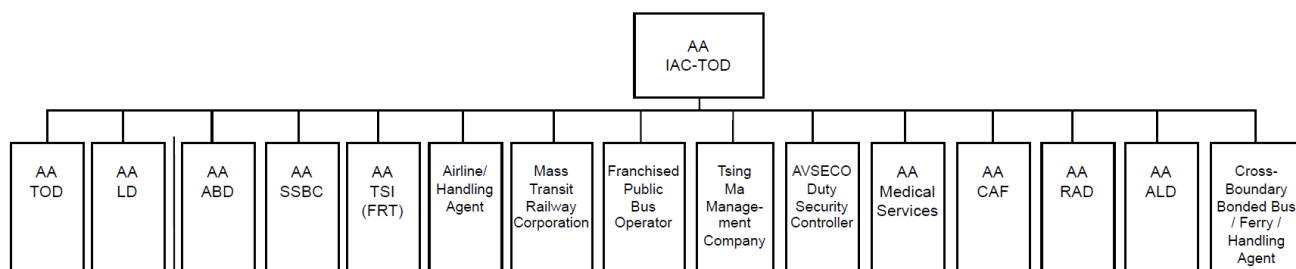 AA
IAC-TOD
AA
TOD
AA
LD
AA
ABD
AA
SSBC
AA
TSI
(FRT)
Airline/
Handling
Agent
Mass
Transit
Railway
Corporation
Franchised
Public
Bus
Operator
Tsing
Ma
Manage-
ment
Company
AVSECO
Duty
Security
Controller
AA
Medical
Services
AA
CAF
AA
RAD
AA
ALD
Cross-
Boundary
Bonded Bus
/ Ferry /
Handling
Agent